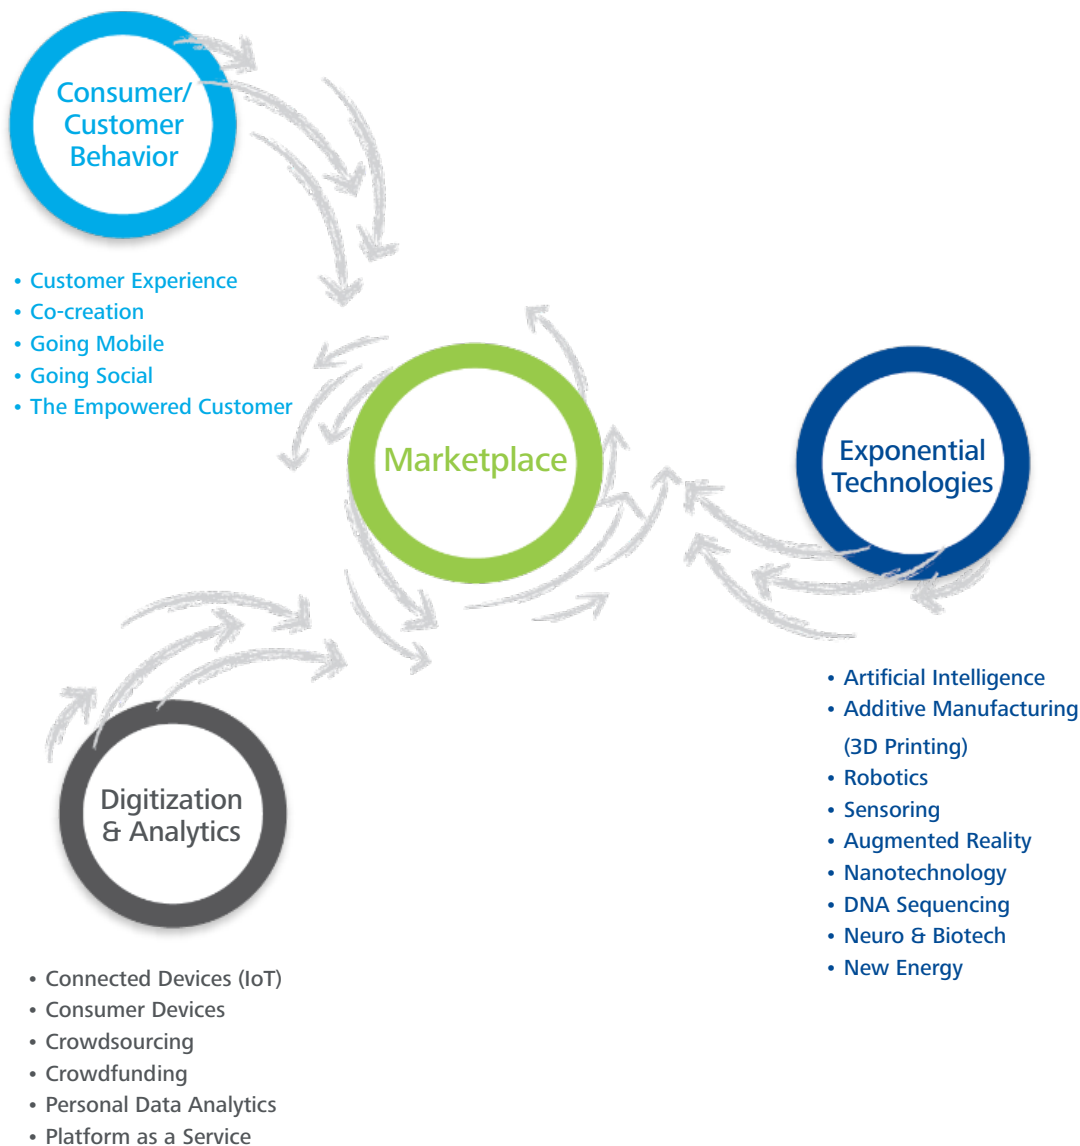 Consumer/
Customer
Behavior
• Customer Experience
• Co-creation
• Going Mobile
• Going Social
• The Empowered Customer
Marketplace
Exponential
Technologies
• Artificial Intelligence
• Additive Manufacturing
(3D Printing)
• Robotics
• Sensoring
• Augmented Reality
• Nanotechnology
• DNA Sequencing
• Neuro & Biotech
• New Energy
Digitization
& Analytics
• Connected Devices (IoT)
• Consumer Devices
• Crowdsourcing
• Crowdfunding
• Personal Data Analytics
• Platform as a Service